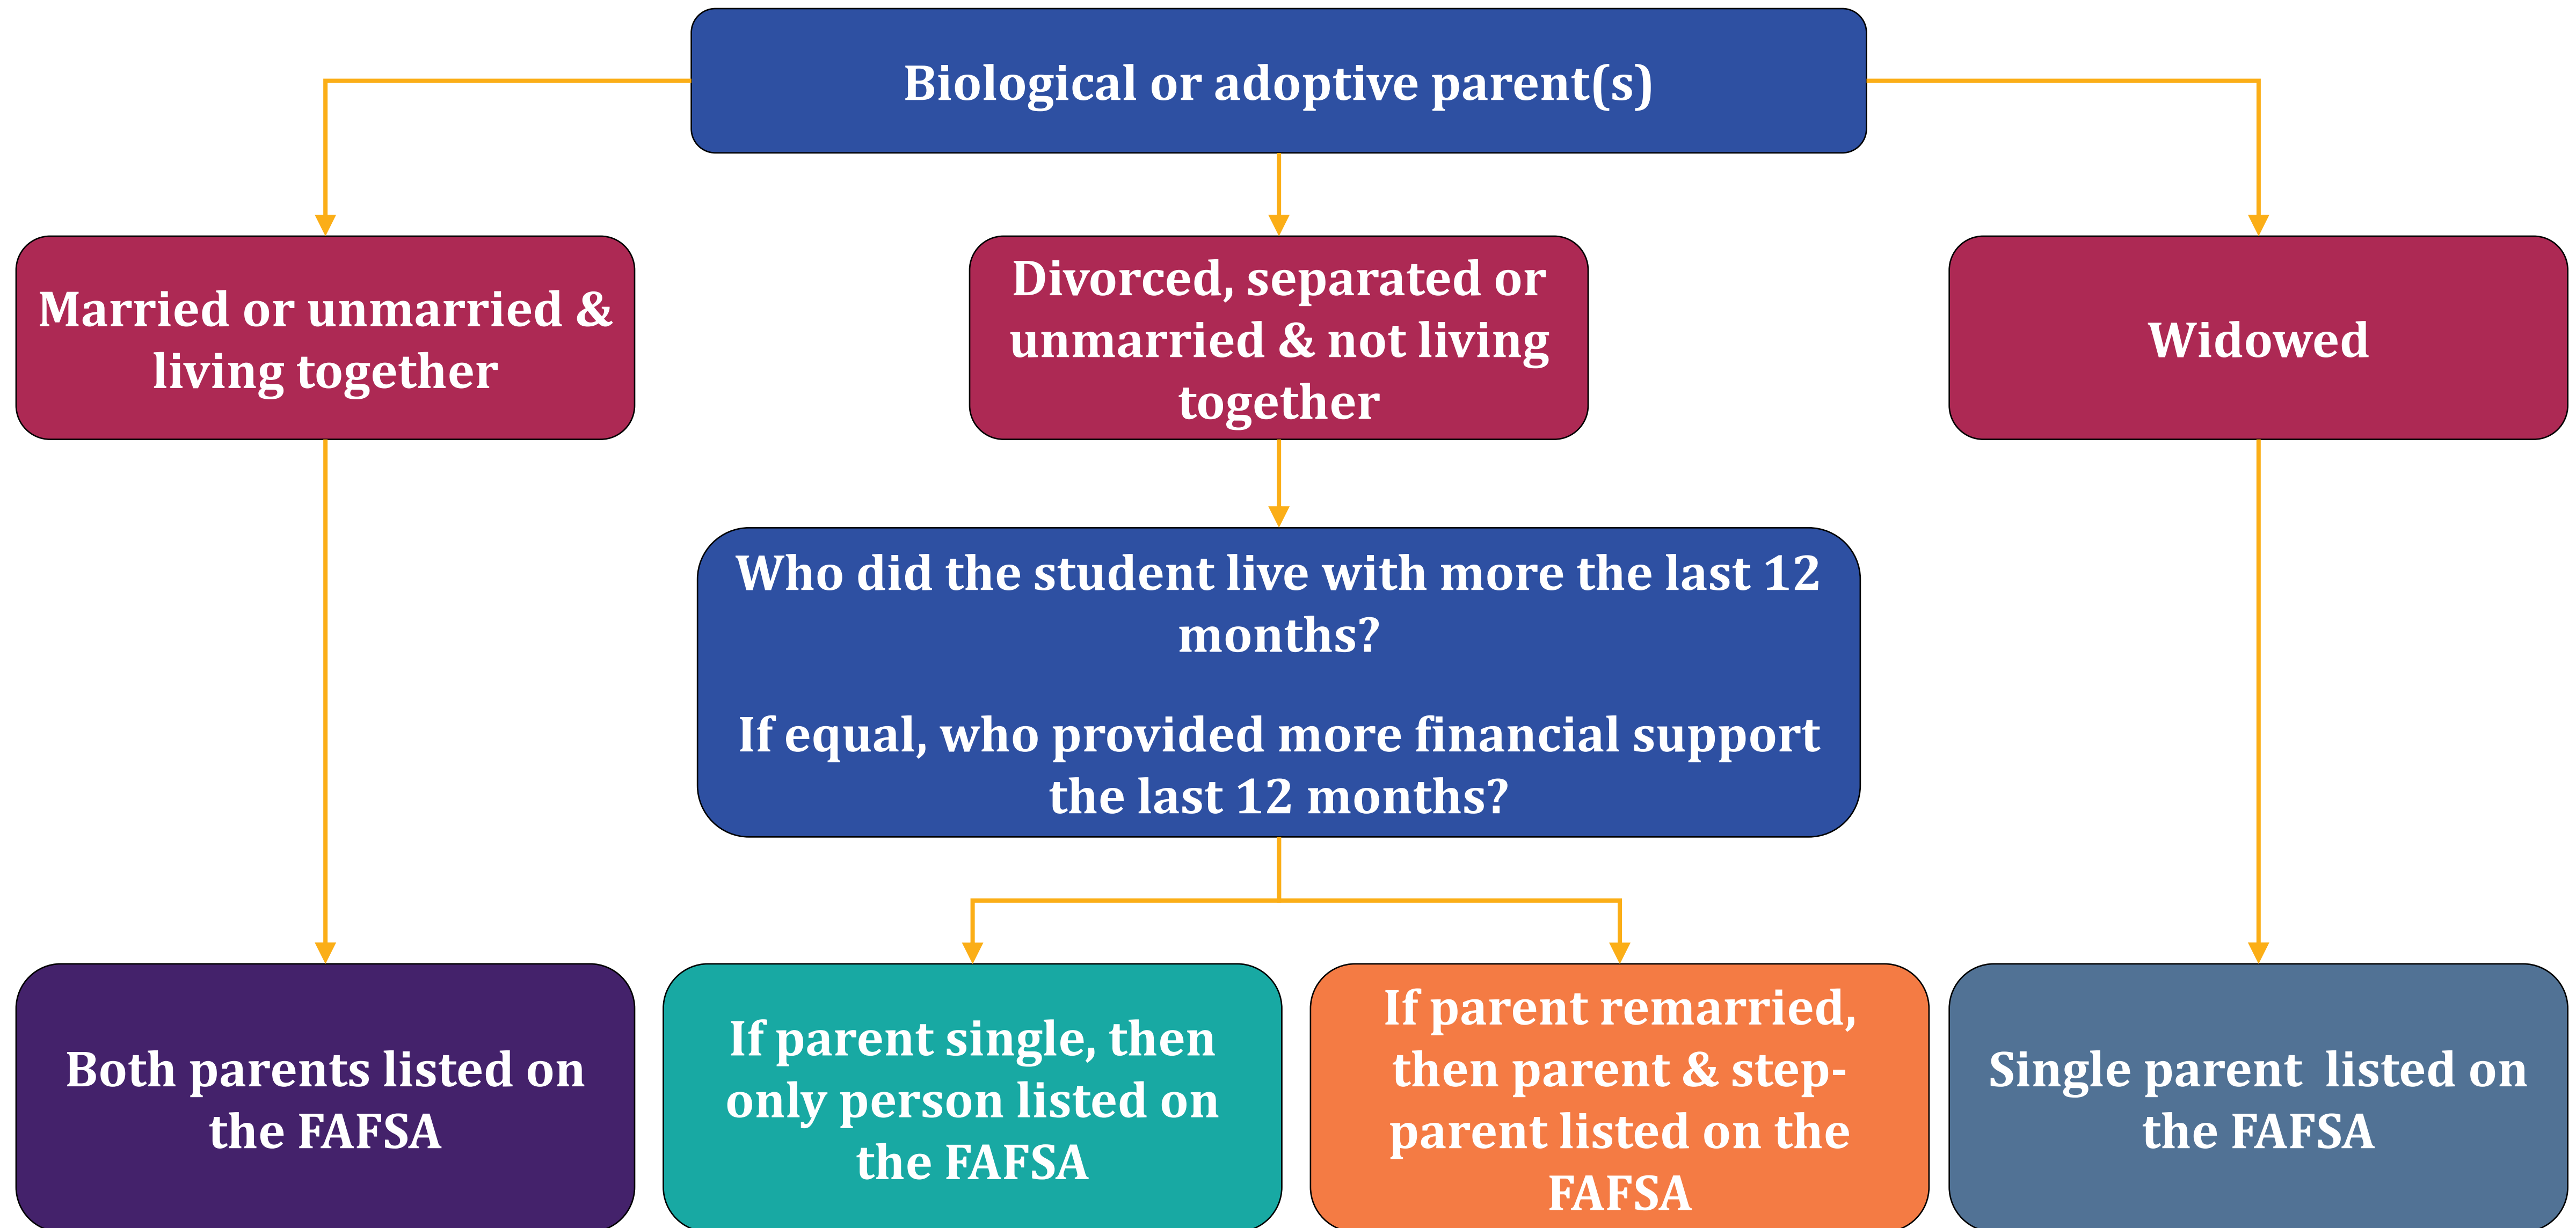 Biological or adoptive parent(s)
Married or unmarried &
living together
Divorced, separated or
unmarried & not living
together
Widowed
Who did the student live with more the last 12
months?
If equal, who provided more financial support
the last 12 months?
Both parents listed on
the FAFSA
If parent single, then
only person listed on
the FAFSA
If parent remarried,
then parent & step-
parent listed on the
FAFSA
Single parent  listed on
the FAFSA